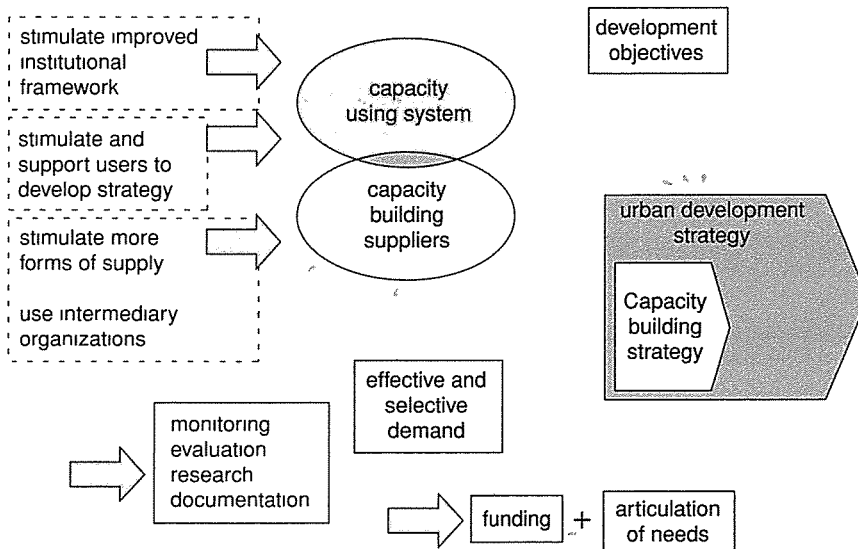 stimulate improved
institutional
framework
stimulate and
support users to
develop strategy
stimulate more
forms of supply
use intermediary
organizations
capacity
using system
capacity
building
suppliers
development
objectives
urban development
strategy
Capacity
building
strategy
effective and
selective
demand
monitoring
evaluation
research
documentation
funding
+
articulation
of needs